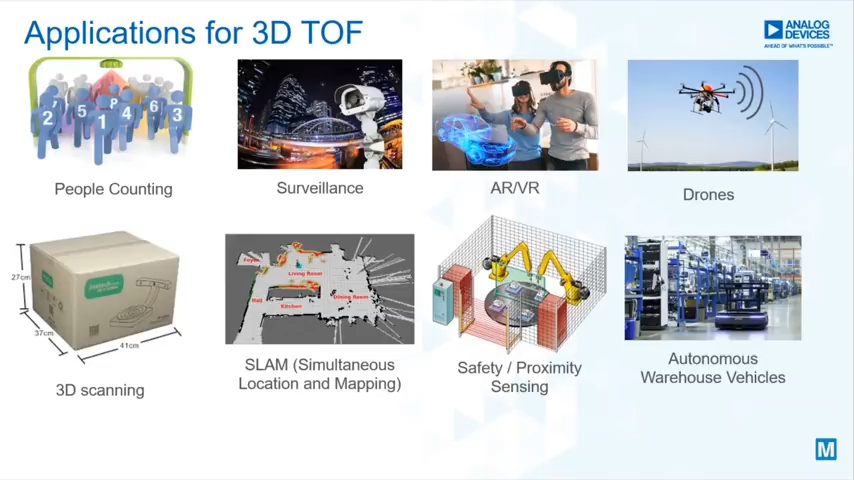 Applications for 3D TOF
ANALOG
DEVICES
AHEAD OF WHAT'S POSSIBLE™
2
5
1
4
6
3
People Counting
Surveillance
AR/VR
Drones
27cm
37cm
41cm
3D scanning
Foyer
Living Room
Hall
Kitchen
Dining Room
SLAM (Simultaneous
Location and Mapping)
Safety / Proximity
Sensing
Autonomous
Warehouse Vehicles
M